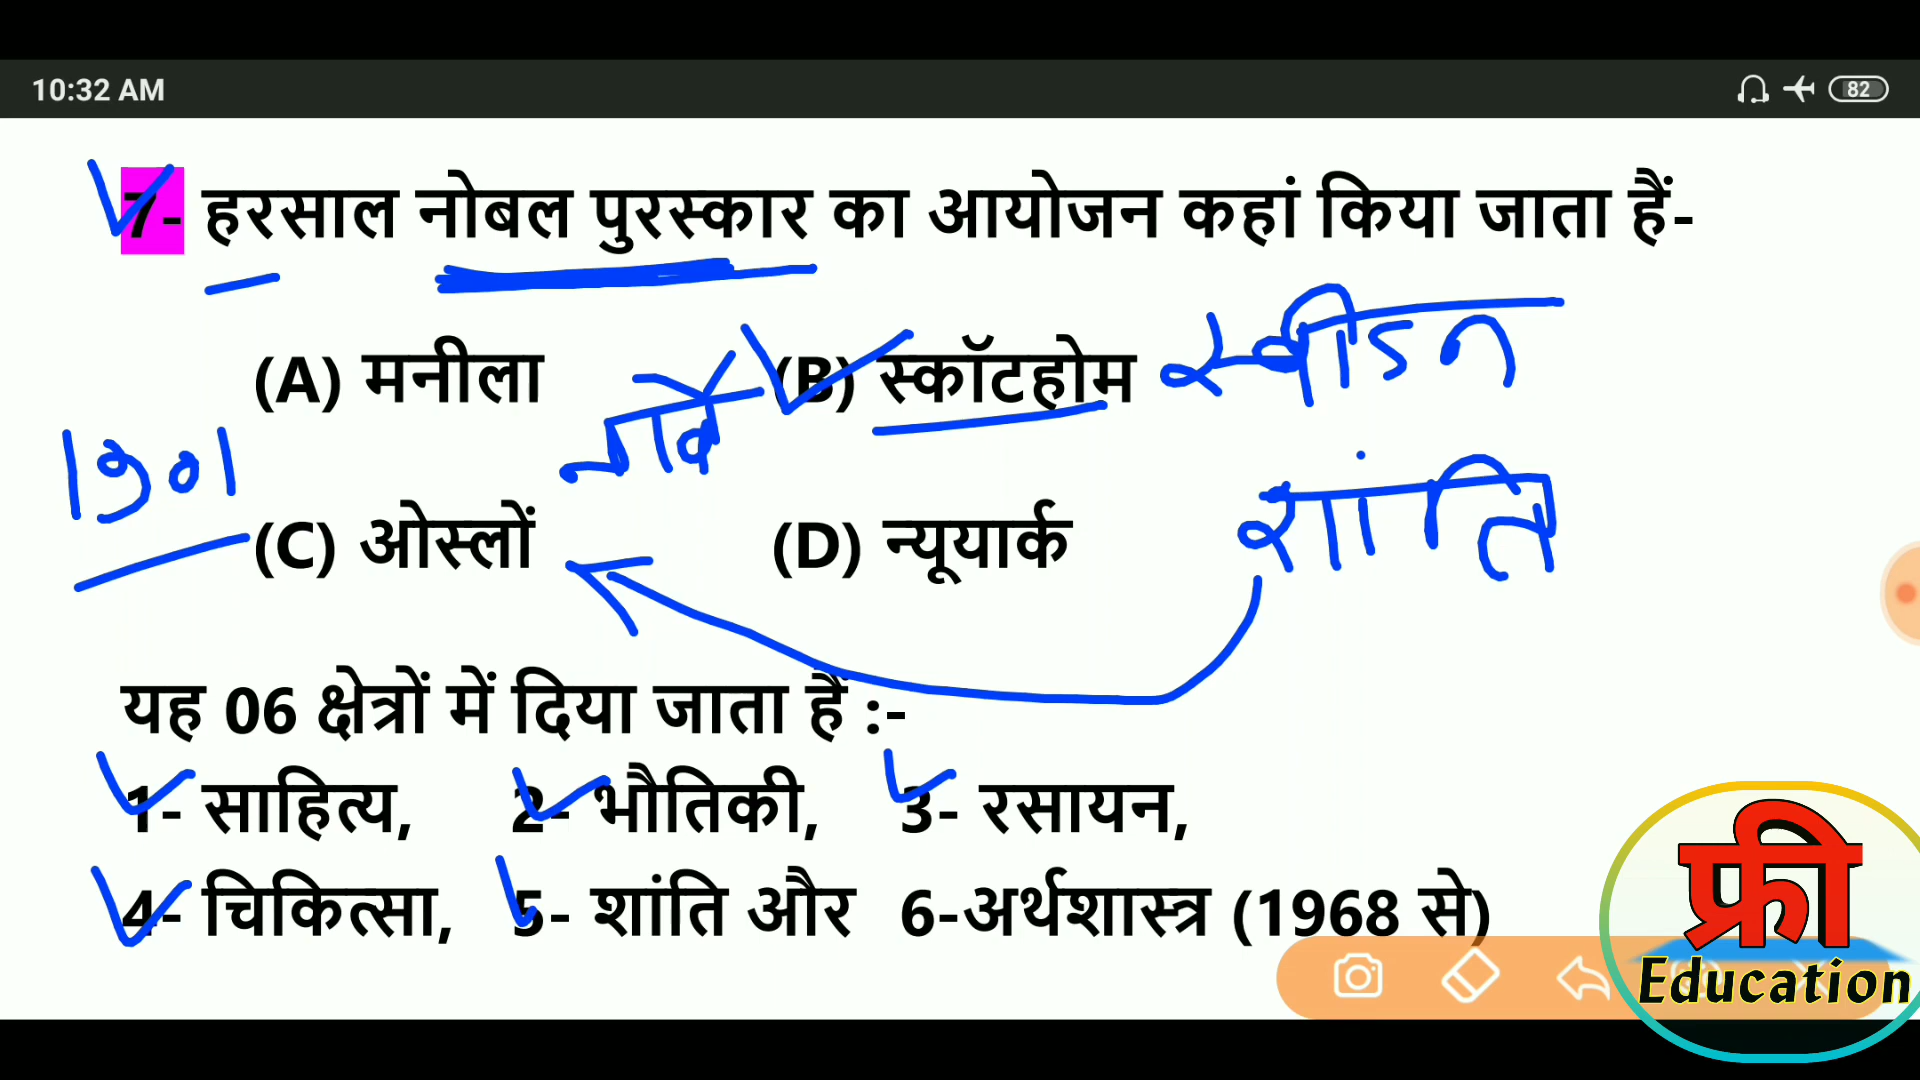 10:32 AM 82
7- हरसाल नोबल पुरस्कार का आयोजन कहां किया जाता हैं-
(A) मनीला (B) स्कॉटहोम स्वीडन
1901 नार्वे
(C) ओस्लों (D) न्यूयार्क शांति
यह 06 क्षेत्रों में दिया जाता हैं :-
1- साहित्य, 2- भौतिकी, 3- रसायन,
4- चिकित्सा, 5- शांति और 6-अर्थशास्त्र (1968 से)
फ्री
Education